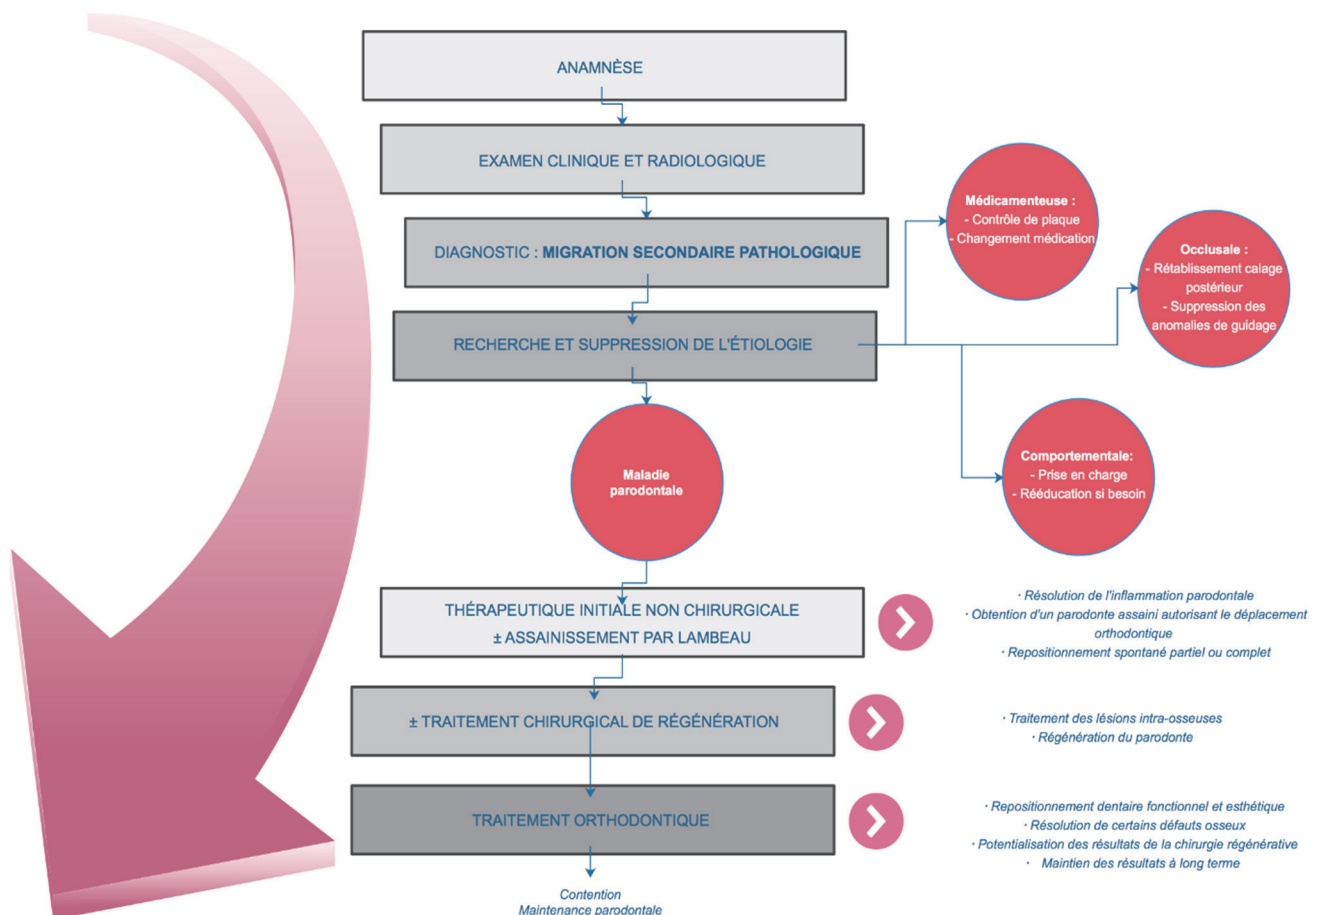 ANAMNÈSE
EXAMEN CLINIQUE ET RADIOLOGIQUE
DIAGNOSTIC : MIGRATION SECONDAIRE PATHOLOGIQUE
RECHERCHE ET SUPPRESSION DE L'ÉTIOLOGIE
Médicamenteuse :
- Contrôle de plaque
- Changement médication
Occlusale :
- Rétablissement calage
postérieur
- Suppression des
anomalies de guidage
Comportementale:
- Prise en charge
- Rééducation si besoin
Maladie
parodontale
THÉRAPEUTIQUE INITIALE NON CHIRURGICALE
± ASSAINISSEMENT PAR LAMBEAU
· Résolution de l'inflammation parodontale
· Obtention d'un parodonte assaini autorisant le déplacement
orthodontique
· Repositionnement spontané partiel ou complet
± TRAITEMENT CHIRURGICAL DE RÉGÉNÉRATION
· Traitement des lésions intra-osseuses
· Régénération du parodonte
TRAITEMENT ORTHODONTIQUE
· Repositionnement dentaire fonctionnel et esthétique
· Résolution de certains défauts osseux
· Potentialisation des résultats de la chirurgie régénérative
· Maintien des résultats à long terme
Contention
Maintenance parodontale